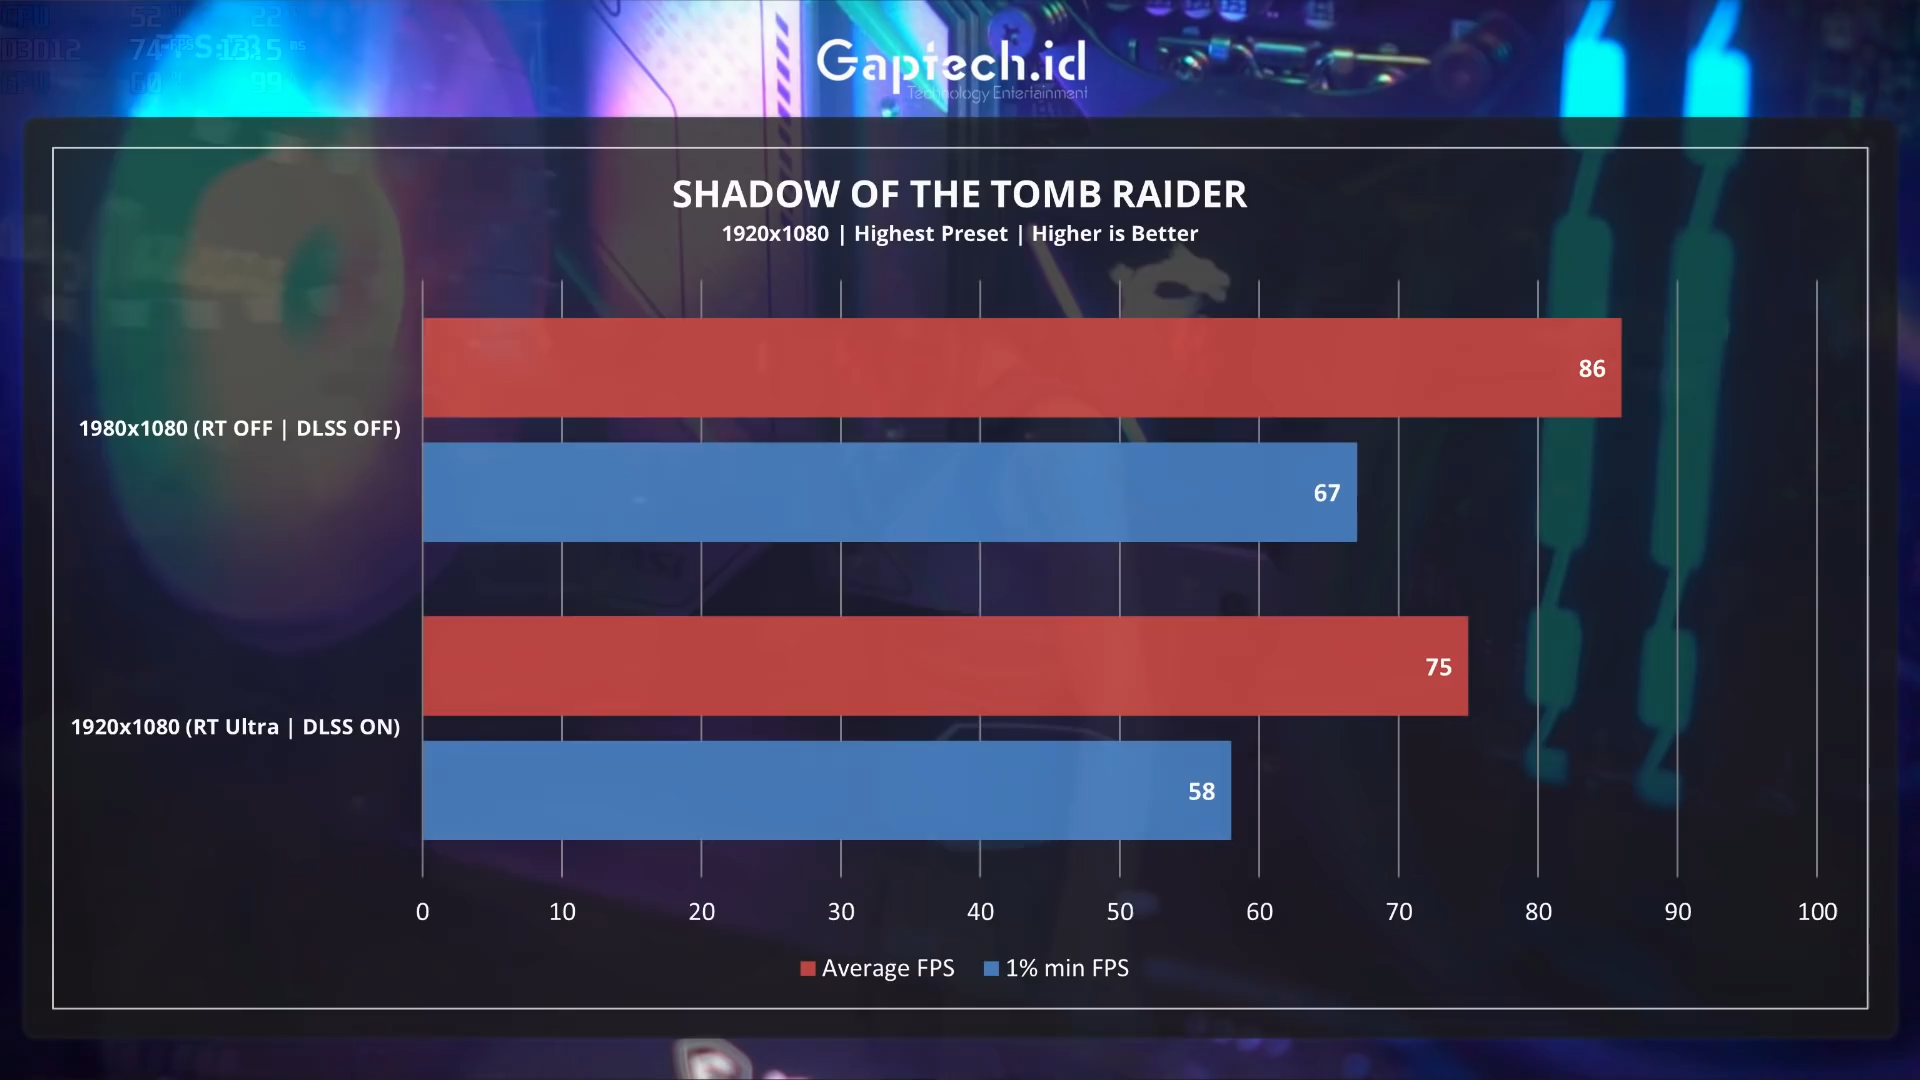 Gaptech.id
Technology Entertainment
SHADOW OF THE TOMB RAIDER
1920x1080 | Highest Preset | Higher is Better
86
1980x1080 (RT OFF | DLSS OFF)
67
75
1920x1080 (RT Ultra | DLSS ON)
58
0 10 20 30 40 50 60 70 80 90 100
Average FPS 1% min FPS